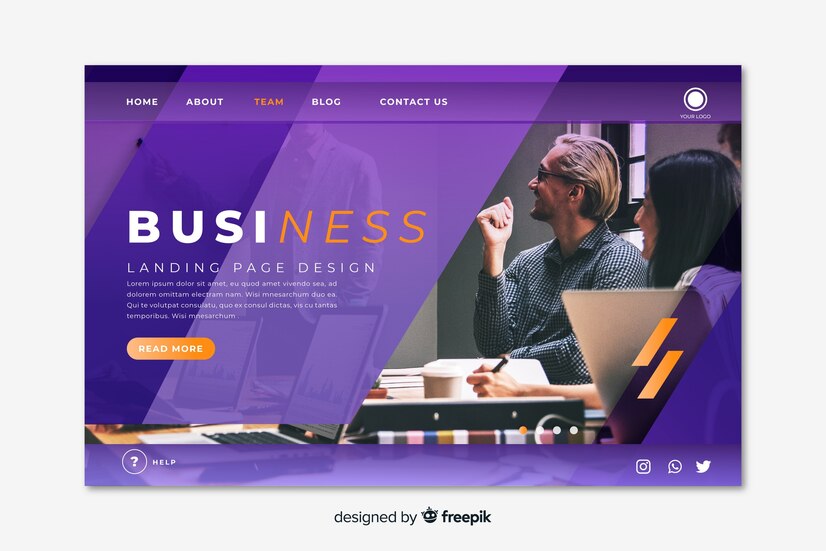 HOME ABOUT TEAM BLOG CONTACT US
YOUR LOGO
BUSINESS
LANDING PAGE DESIGN
Lorem ipsum dolor sit amet, eu quod amet vivendo sea, ad
dolorem omittam electram nam. Wisi mnesarchum duo ea.
Qui te volutpat consulatu, quo ex consul dictas, vis cu tantas
temporibus. Wisi mnesarchum .
READ MORE
? HELP
designed by freepik